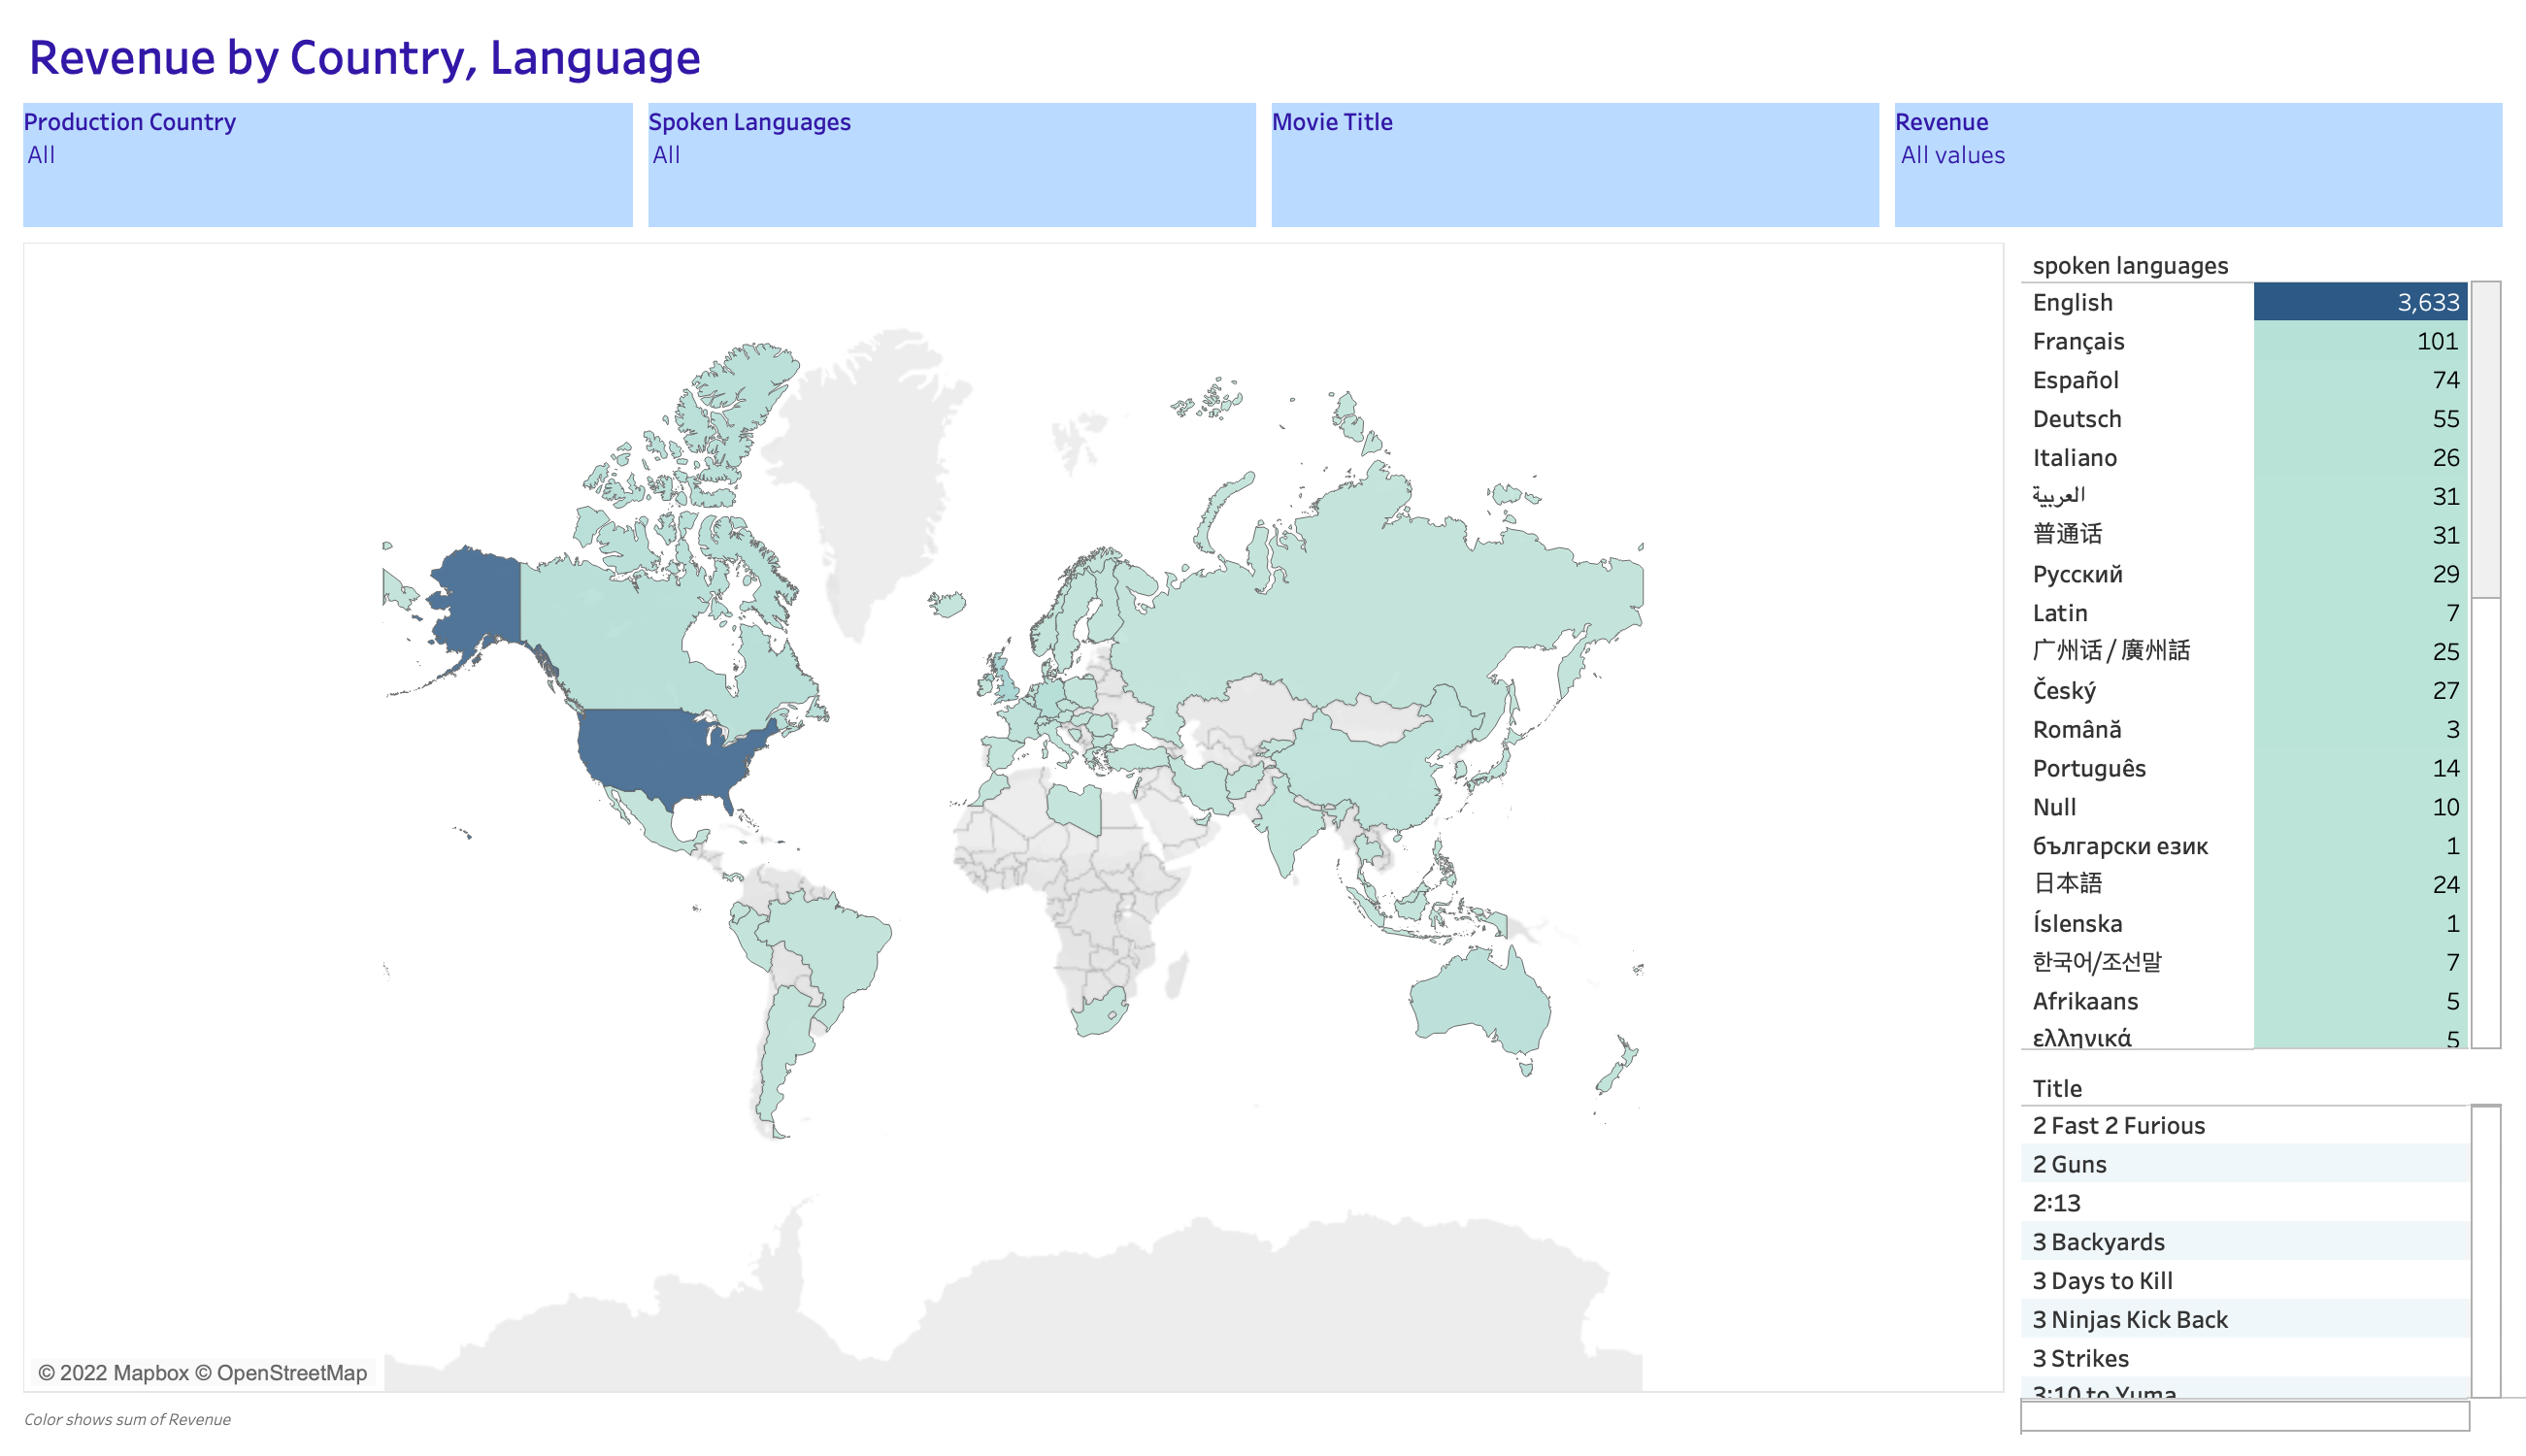 Revenue by Country, Language
Production Country
All
Spoken Languages
All
Movie Title
Revenue
All values
spoken languages
English 3,633
Français 101
Español 74
Deutsch 55
Italiano 26
العربية 31
普通话 31
Pусский 29
Latin 7
广州话 / 廣州話 25
Český 27
Română 3
Português 14
Null 10
български език 1
日本語 24
Íslenska 1
한국어/조선말 7
Afrikaans 5
ελληνικά 5
Title
2 Fast 2 Furious
2 Guns
2:13
3 Backyards
3 Days to Kill
3 Ninjas Kick Back
3 Strikes
3:10 to Yuma
© 2022 Mapbox © OpenStreetMap
Color shows sum of Revenue